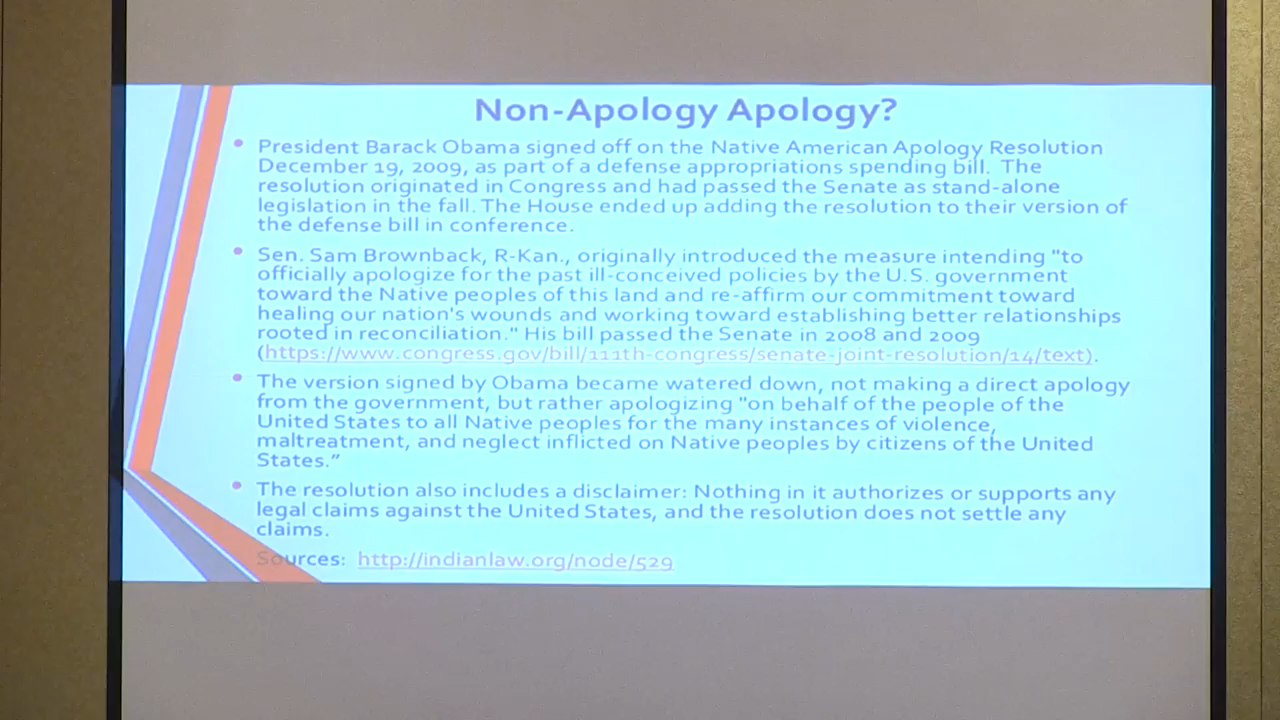 Non-Apology Apology?
• President Barack Obama signed off on the Native American Apology Resolution
December 19, 2009, as part of a defense appropriations spending bill. The
resolution originated in Congress and had passed the Senate as stand-alone
legislation in the fall. The House ended up adding the resolution to their version of
the defense bill in conference.
• Sen. Sam Brownback, R-Kan., originally introduced the measure intending "to
officially apologize for the past ill-conceived policies by the U.S. government
toward the Native peoples of this land and re-affirm our commitment toward
healing our nation's wounds and working toward establishing better relationships
rooted in reconciliation." His bill passed the Senate in 2008 and 2009
(https://www.congress.gov/bill/111th-congress/senate-joint-resolution/14/text).
• The version signed by Obama became watered down, not making a direct apology
from the government, but rather apologizing "on behalf of the people of the
United States to all Native peoples for the many instances of violence,
maltreatment, and neglect inflicted on Native peoples by citizens of the United
States.”
• The resolution also includes a disclaimer: Nothing in it authorizes or supports any
legal claims against the United States, and the resolution does not settle any
claims.
Sources: http://indianlaw.org/node/529